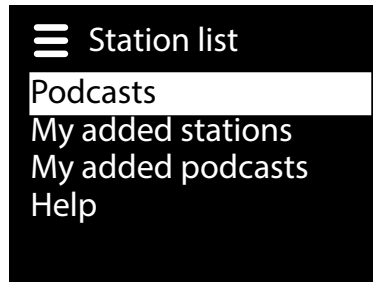 Station list
Podcasts
My added stations
My added podcasts
Help